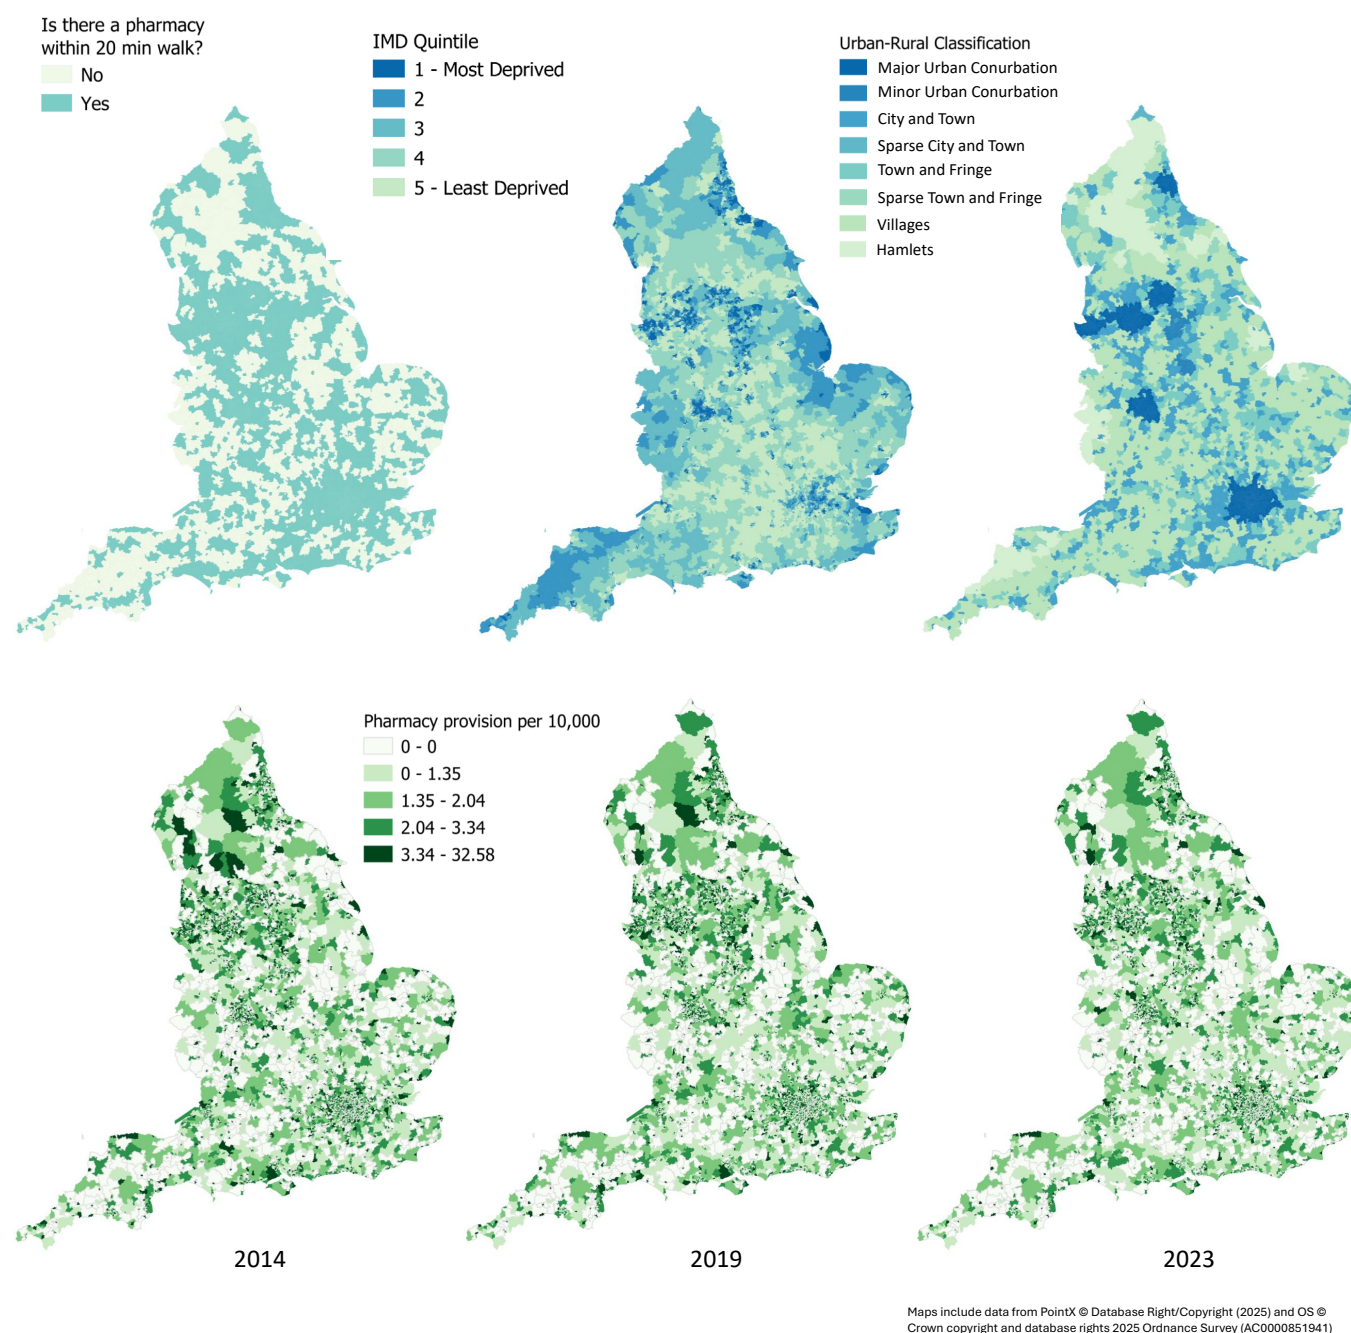 Is there a pharmacy
within 20 min walk?
No
Yes
IMD Quintile
1 - Most Deprived
2
3
4
5 - Least Deprived
Urban-Rural Classification
Major Urban Conurbation
Minor Urban Conurbation
City and Town
Sparse City and Town
Town and Fringe
Sparse Town and Fringe
Villages
Hamlets
Pharmacy provision per 10,000
0 - 0
0 - 1.35
1.35 - 2.04
2.04 - 3.34
3.34 - 32.58
2014
2019
2023
Maps include data from PointX © Database Right/Copyright (2025) and OS ©
Crown copyright and database rights 2025 Ordnance Survey (AC0000851941)